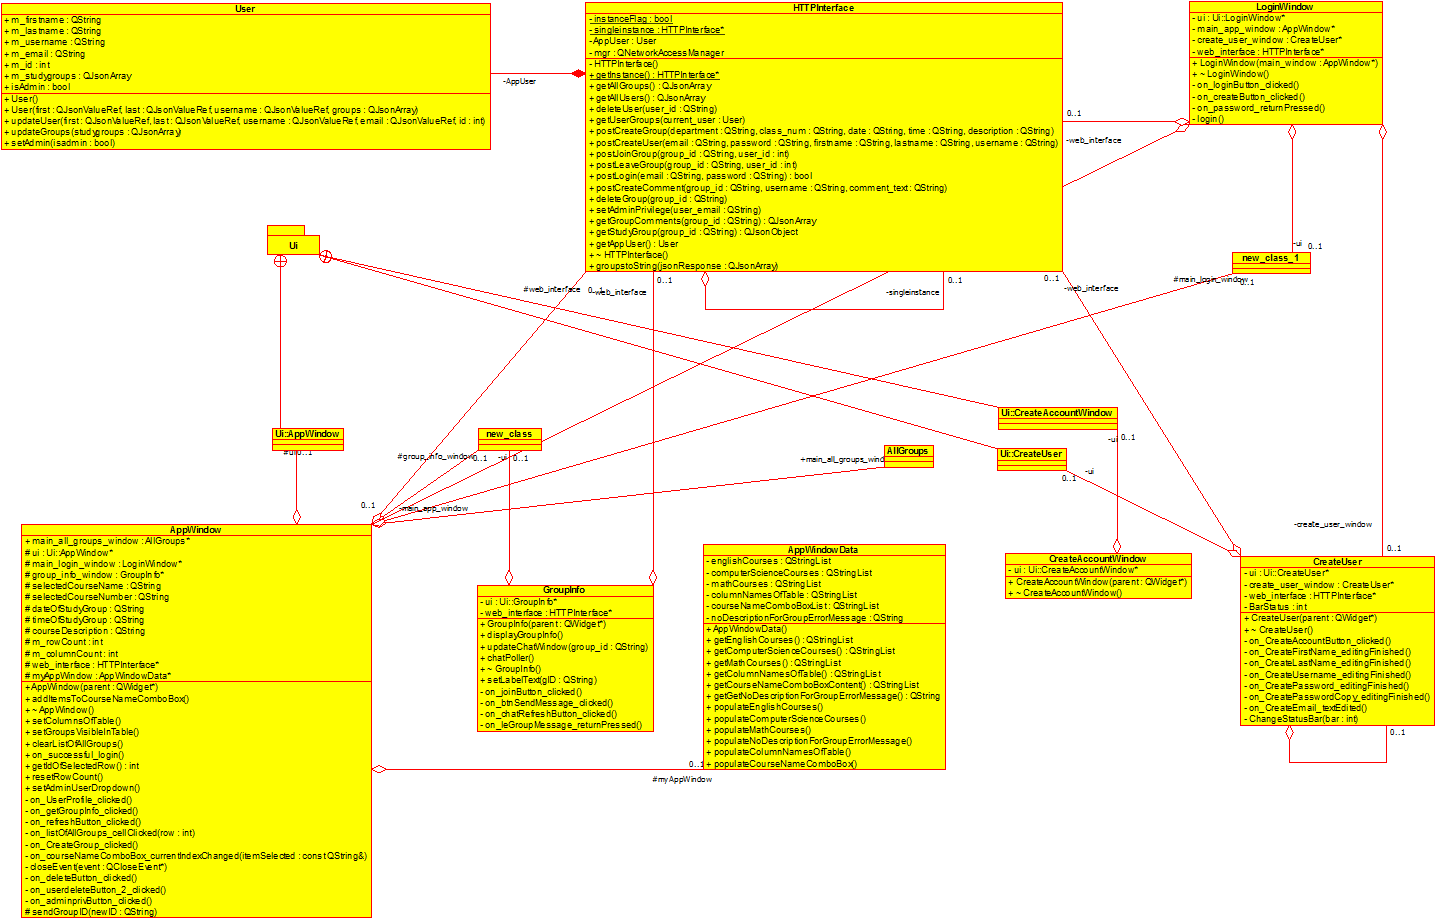 User
+ m_firstname : QString
+ m_lastname : QString
+ m_username : QString
+ m_email : QString
+ m_id : int
+ m_studygroups : QJsonArray
+ isAdmin : bool
+ User()
+ User(first : QJsonValueRef, last : QJsonValueRef, username : QJsonValueRef, groups : QJsonArray)
+ updateUser(first : QJsonValueRef, last : QJsonValueRef, username : QJsonValueRef, email : QJsonValueRef, id : int)
+ updateGroups(studygroups : QJsonArray)
+ setAdmin(isadmin : bool)
-AppUser
HTTPInterface
- instanceFlag : bool
- singleinstance : HTTPInterface*
-AppUser : User
- mgr : QNetworkAccessManager
- HTTPInterface()
+ getInstance() : HTTPInterface*
+ getAllGroups() : QJsonArray
+ getAllUsers() : QJsonArray
+ deleteUser(user_id : QString)
+ getUserGroups(current_user : User)
+ postCreateGroup(department : QString, class_num : QString, date : QString, time : QString, description : QString)
+ postCreateUser(email : QString, password : QString, firstname : QString, lastname : QString, username : QString)
+ postJoinGroup(group_id : QString, user_id : int)
+ postLeaveGroup(group_id : QString, user_id : int)
+ postLogin(email : QString, password : QString) : bool
+ postCreateComment(group_id : QString, username : QString, comment_text : QString)
+ deleteGroup(group_id : QString)
+ setAdminPrivilege(user_email : QString)
+ getGroupComments(group_id : QString) : QJsonArray
+ getStudyGroup(group_id : QString) : QJsonObject
+ getAppUser() : User
+ ~ HTTPInterface()
+ groupstoString(jsonResponse : QJsonArray)
LoginWindow
- ui : Ui::LoginWindow*
- main_app_window : AppWindow*
- create_user_window : CreateUser*
- web_interface : HTTPInterface*
+ LoginWindow(main_window : AppWindow*)
+ ~ LoginWindow()
- on_loginButton_clicked()
- on_createButton_clicked()
- on_password_returnPressed()
- login()
0..1
-web_interface
Ui
-ui
0..1
new_class_1
#main_login_window
0..1
#web_interface
0..1
-web_interface
0..1
-singleinstance
0..1
0..1
-web_interface
Ui::AppWindow
#ui
0..1
new_class
#group_info_window
0..1
-ui
0..1
AllGroups
+main_all_groups_wind
Ui::CreateAccountWindow
-ui
0..1
Ui::CreateUser
0..1
-ui
0..1
-main_app_window
-create_user_window
0..1
AppWindow
+ main_all_groups_window : AllGroups*
# ui : Ui::AppWindow*
# main_login_window : LoginWindow*
# group_info_window : GroupInfo*
# selectedCourseName : QString
# selectedCourseNumber : QString
# dateOfStudyGroup : QString
# timeOfStudyGroup : QString
# courseDescription : QString
# m_rowCount : int
# m_columnCount : int
# web_interface : HTTPInterface*
# myAppWindow : AppWindowData*
+AppWindow(parent : QWidget*)
+ addItemsToCourseNameComboBox()
+ ~ AppWindow()
+ setColumnsOfTable()
+ setGroupsVisibleInTable()
+ clearListOfAllGroups()
+ on_successful_login()
+ getIdOfSelectedRow() : int
+ resetRowCount()
+ setAdminUserDropdown()
- on_UserProfile_clicked()
- on_getGroupInfo_clicked()
- on_refreshButton_clicked()
- on_listOfAllGroups_cellClicked(row : int)
- on_CreateGroup_clicked()
- on_courseNameComboBox_currentIndexChanged(itemSelected : const QString&)
- closeEvent(event : QCloseEvent*)
- on_deleteButton_clicked()
- on_userdeleteButton_2_clicked()
- on_adminprivButton_clicked()
# sendGroupID(newID : QString)
GroupInfo
- ui : Ui::GroupInfo*
- web_interface : HTTPInterface*
+ GroupInfo(parent : QWidget*)
+ displayGroupInfo()
+ updateChatWindow(group_id : QString)
+ chatPoller()
+ ~ GroupInfo()
+ setLabelText(gID : QString)
- on_joinButton_clicked()
- on_btnSendMessage_clicked()
- on_chatRefreshButton_clicked()
- on_leGroupMessage_returnPressed()
AppWindowData
- englishCourses : QStringList
- computerScienceCourses : QStringList
- mathCourses : QStringList
- columnNamesOfTable : QStringList
- courseNameComboBoxList : QStringList
- noDescriptionForGroupErrorMessage : QString
+ AppWindowData()
+ getEnglishCourses() : QStringList
+ getComputerScienceCourses() : QStringList
+ getMathCourses() : QStringList
+ getColumnNamesOfTable() : QStringList
+ getCourseNameComboBoxContent() : QStringList
+ getGetNoDescriptionForGroupErrorMessage() : QString
+ populateEnglishCourses()
+ populateComputerScienceCourses()
+ populateMathCourses()
+ populateNoDescriptionForGroupErrorMessage()
+ populateColumnNamesOfTable()
+ populateCourseNameComboBox()
0..1
#myAppWindow
CreateAccountWindow
- ui : Ui::CreateAccountWindow*
+ CreateAccountWindow(parent : QWidget*)
+ ~ CreateAccountWindow()
CreateUser
- ui : Ui::CreateUser*
- create_user_window : CreateUser*
- web_interface : HTTPInterface*
- BarStatus : int
+ CreateUser(parent : QWidget*)
+ ~ CreateUser()
- on_CreateAccountButton_clicked()
- on_CreateFirstName_editingFinished()
- on_CreateLastName_editingFinished()
- on_CreateUsername_editingFinished()
- on_CreatePassword_editingFinished()
- on_CreatePasswordCopy_editingFinished()
- on_CreateEmail_textEdited()
- ChangeStatusBar(bar : int)
0..1